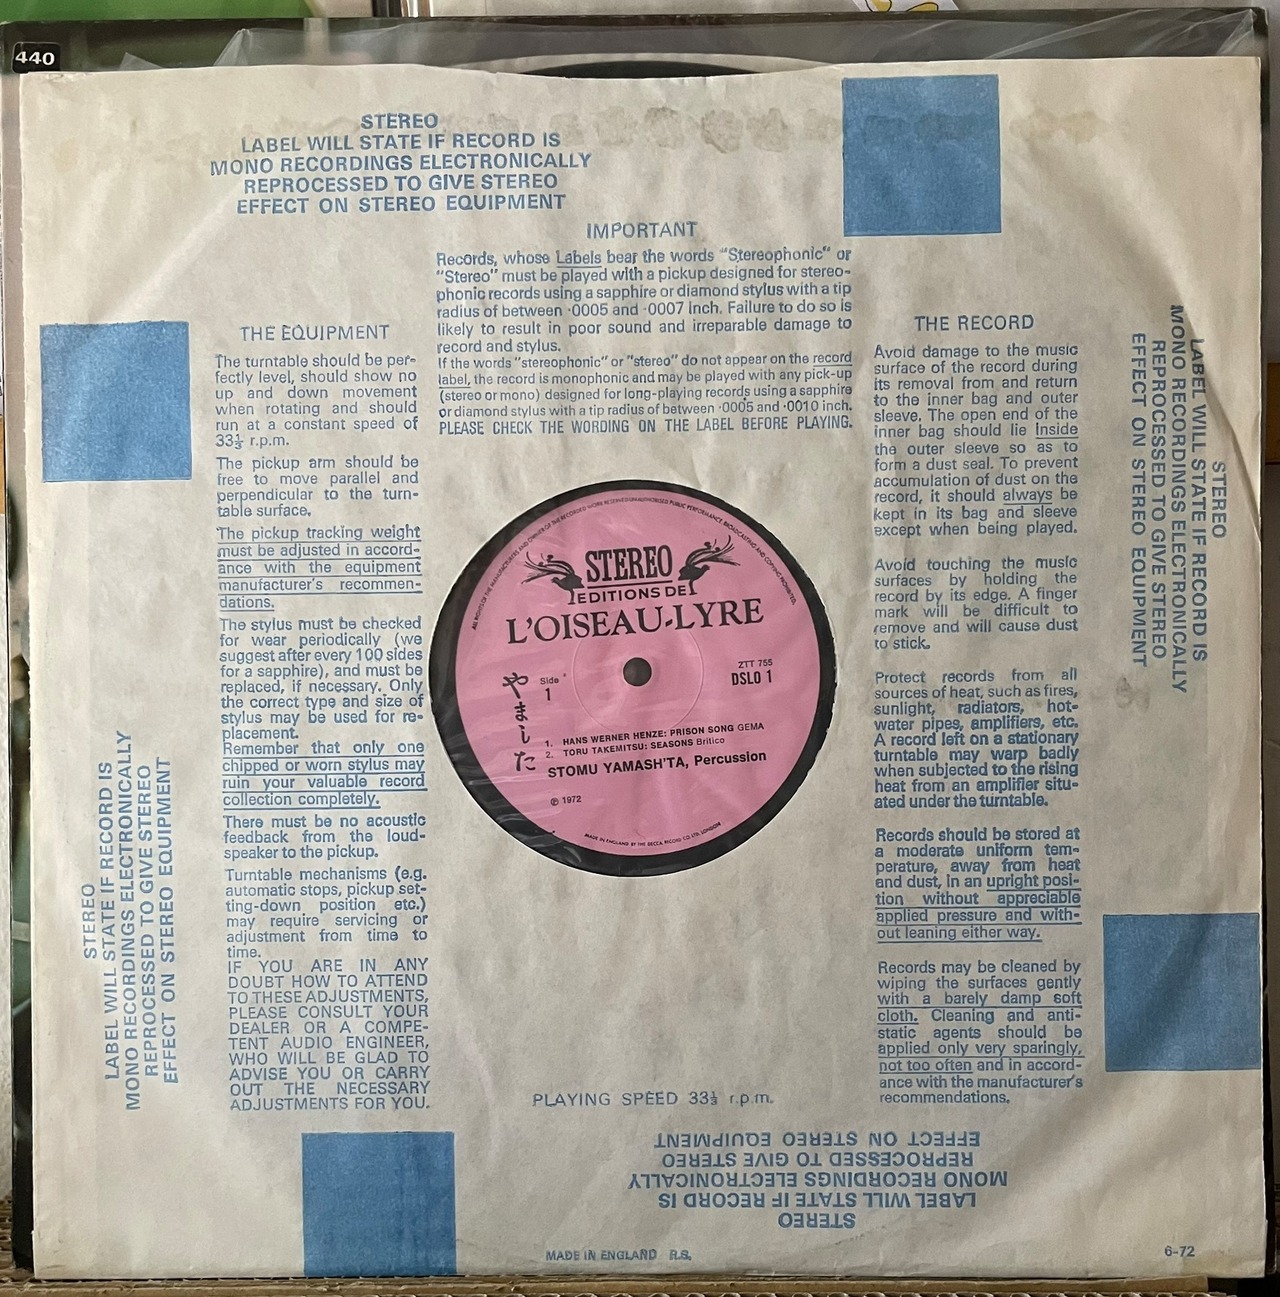 440
STEREO
LABEL WILL STATE IF RECORD IS
MONO RECORDINGS ELECTRONICALLY
REPROCESSED TO GIVE STEREO
EFFECT ON STEREO EQUIPMENT
IMPORTANT
Records, whose Labels bear the words "Stereophonic" or
"Stereo" must be played with a pickup designed for stereo-
phonic records using a sapphire or diamond stylus with a tip
radius of between ·0005 and ·0007 inch. Failure to do so is
likely to result in poor sound and irreparable damage to
record and stylus.
If the words "stereophonic" or "stereo" do not appear on the record
label, the record is monophonic and may be played with any pick-up
(stereo or mono) designed for long-playing records using a sapphire
or diamond stylus with a tip radius of between ·0005 and ·0010 inch.
PLEASE CHECK THE WORDING ON THE LABEL BEFORE PLAYING.
THE EQUIPMENT
The turntable should be per-
fectly level, should show no
up and down movement
when rotating and should
run at a constant speed of
33⅓ r.p.m.
The pickup arm should be
free to move parallel and
perpendicular to the turn-
table surface.
The pickup tracking weight
must be adjusted in accord-
ance with the equipment
manufacturer's recommen-
dations.
The stylus must be checked
for wear periodically (we
suggest after every 100 sides
for a sapphire), and must be
replaced, if necessary. Only
the correct type and size of
stylus may be used for re-
placement.
Remember that only one
chipped or worn stylus may
ruin your valuable record
collection completely.
There must be no acoustic
feedback from the loud-
speaker to the pickup.
Turntable mechanisms (e.g.
automatic stops, pickup set-
ting-down position etc.)
may require servicing or
adjustment from time to
time.
IF YOU ARE IN ANY
DOUBT HOW TO ATTEND
TO THESE ADJUSTMENTS,
PLEASE CONSULT YOUR
DEALER OR A COMPE-
TENT AUDIO ENGINEER,
WHO WILL BE GLAD TO
ADVISE YOU OR CARRY
OUT THE NECESSARY
ADJUSTMENTS FOR YOU.
THE RECORD
Avoid damage to the music
surface of the record during
its removal from and return
to the inner bag and outer
sleeve. The open end of the
inner bag should lie Inside
the outer sleeve so as to
form a dust seal. To prevent
accumulation of dust on the
record, it should always be
kept in its bag and sleeve
except when being played.
Avoid touching the music
surfaces by holding the
record by its edge. A finger
mark will be difficult to
remove and will cause dust
to stick.
Protect records from all
sources of heat, such as fires,
sunlight, radiators, hot-
water pipes, amplifiers, etc.
A record left on a stationary
turntable may warp badly
when subjected to the rising
heat from an amplifier situ-
ated under the turntable.
Records should be stored at
a moderate uniform tem-
perature, away from heat
and dust, in an upright posi-
tion without appreciable
applied pressure and with-
out leaning either way.
Records may be cleaned by
wiping the surfaces gently
with a barely damp soft
cloth. Cleaning and anti-
static agents should be
applied only very sparingly,
not too often and in accord-
ance with the manufacturer's
recommendations.
STEREO
LABEL WILL STATE IF RECORD IS
MONO RECORDINGS ELECTRONICALLY
REPROCESSED TO GIVE STEREO
EFFECT ON STEREO EQUIPMENT
STEREO
LABEL WILL STATE IF RECORD IS
MONO RECORDINGS ELECTRONICALLY
REPROCESSED TO GIVE STEREO
EFFECT ON STEREO EQUIPMENT
ALL RIGHTS OF THE MANUFACTURERS AND OWNER OF THE RECORDED WORK RESERVED UNAUTHORISED PUBLIC PERFORMANCE, BROADCASTING AND COPYING PROHIBITED.
STEREO
EDITIONS DE
L'OISEAU-LYRE
やました
Side
1
ZTT 755
DSLO 1
1. HANS WERNER HENZE: PRISON SONG GEMA
2. TORU TAKEMITSU: SEASONS Britico
STOMU YAMASH'TA, Percussion
℗ 1972
MADE IN ENGLAND BY THE DECCA RECORD CO. LTD. LONDON
PLAYING SPEED 33⅓ r.p.m.
STEREO
LABEL WILL STATE IF RECORD IS
MONO RECORDINGS ELECTRONICALLY
REPROCESSED TO GIVE STEREO
EFFECT ON STEREO EQUIPMENT
MADE IN ENGLAND R.S.
6-72